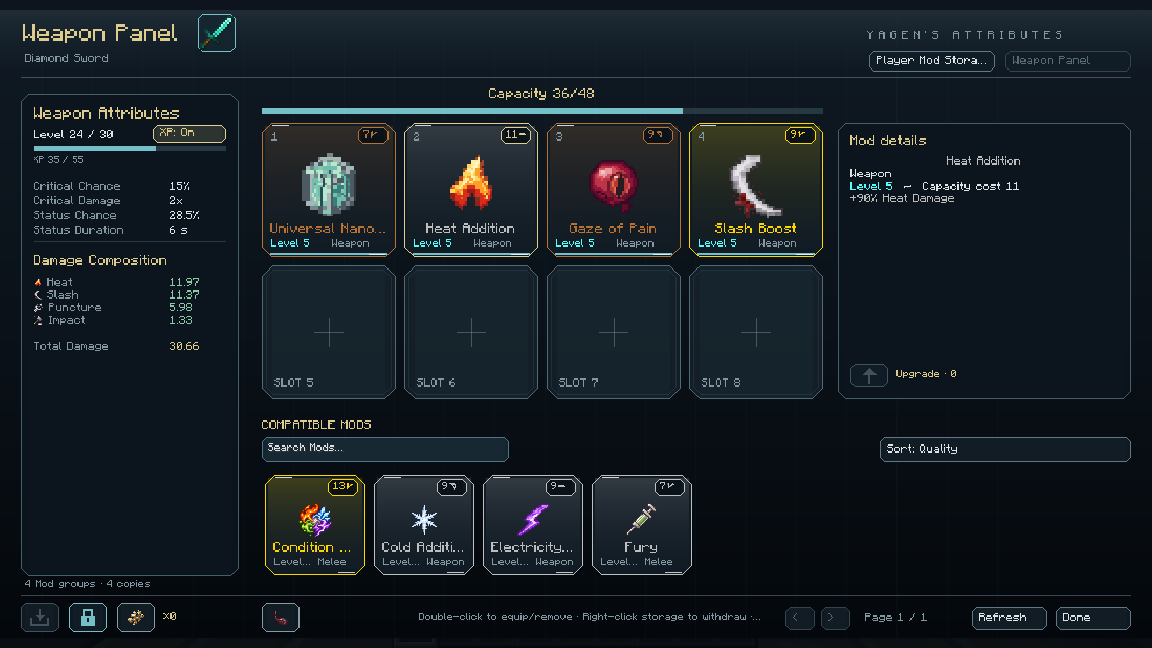 Weapon Panel
Diamond Sword
YAGEN'S ATTRIBUTES
Player Mod Stora...
Weapon Panel
Weapon Attributes
Level 24 / 30
XP: On
XP 35 / 55
Critical Chance 15%
Critical Damage 2x
Status Chance 28.5%
Status Duration 6 s
Damage Composition
Heat 11.97
Slash 11.37
Puncture 5.98
Impact 1.33
Total Damage 30.66
4 Mod groups · 4 copies
x0
Capacity 36/48
1 7
Universal Nano...
Level 5 Weapon
2 11
Heat Addition
Level 5 Weapon
3 9
Gaze of Pain
Level 5 Weapon
4 9
Slash Boost
Level 5 Weapon
SLOT 5
SLOT 6
SLOT 7
SLOT 8
Mod details
Heat Addition
Weapon
Level 5 ~ Capacity cost 11
+90% Heat Damage
Upgrade · 0
COMPATIBLE MODS
Search Mods...
Sort: Quality
13
Condition ...
Level... Melee
9
Cold Additi...
Level... Weapon
9
Electricity...
Level... Weapon
7
Fury
Level... Melee
Double-click to equip/remove · Right-click storage to withdraw ·...
< >
Page 1 / 1
Refresh
Done